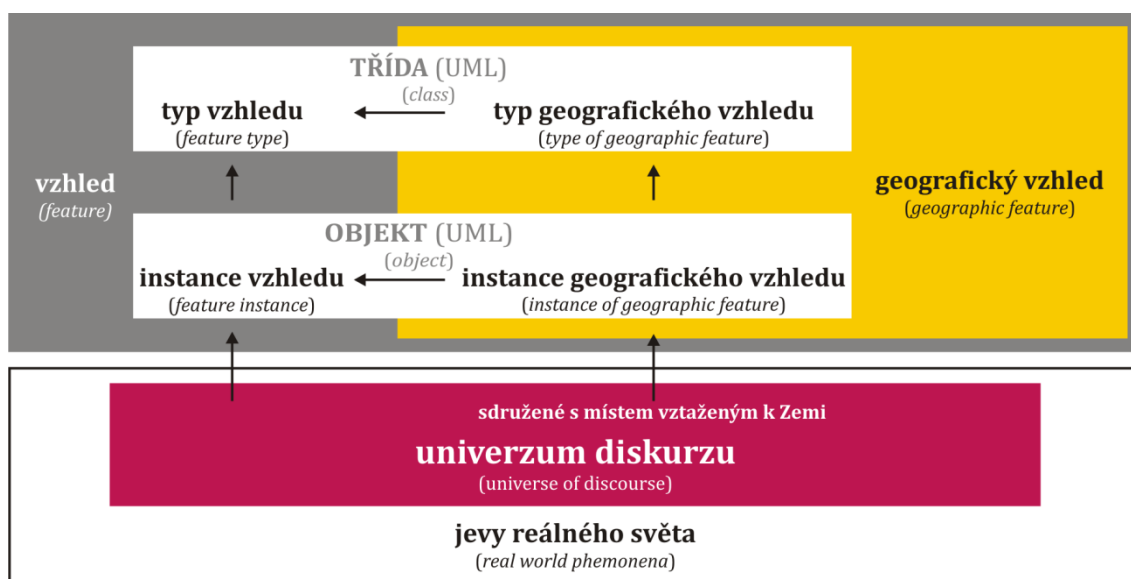 TŘÍDA (UML)
(class)
typ vzhledu
(feature type)
typ geografického vzhledu
(type of geographic feature)
vzhled
(feature)
geografický vzhled
(geographic feature)
OBJEKT (UML)
(object)
instance vzhledu
(feature instance)
instance geografického vzhledu
(instance of geographic feature)
sdružené s místem vztaženým k Zemi
univerzum diskurzu
(universe of discourse)
jevy reálného světa
(real world phemonena)